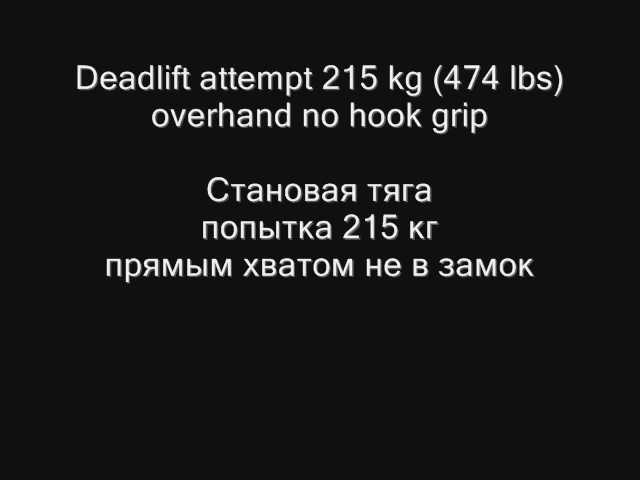 Deadlift attempt 215 kg (474 lbs)
overhand no hook grip
Становая тяга
попытка 215 кг
прямым хватом не в замок